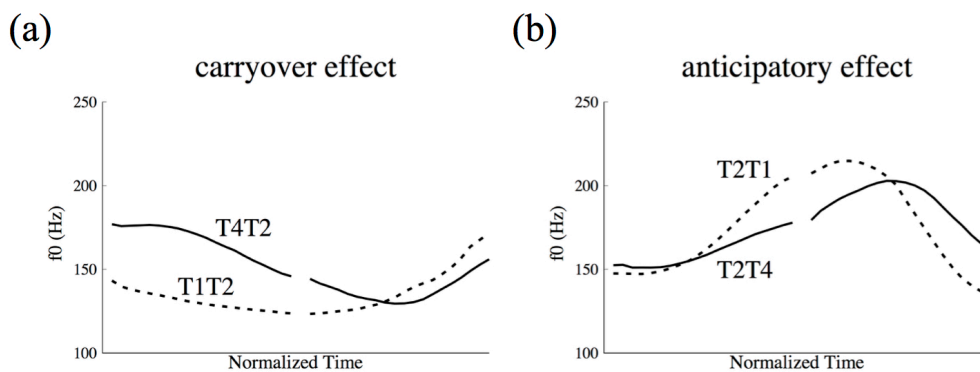 (a)
carryover effect
250
200
150
100
f0 (Hz)
T4T2
T1T2
Normalized Time
(b)
anticipatory effect
250
200
150
100
f0 (Hz)
T2T1
T2T4
Normalized Time